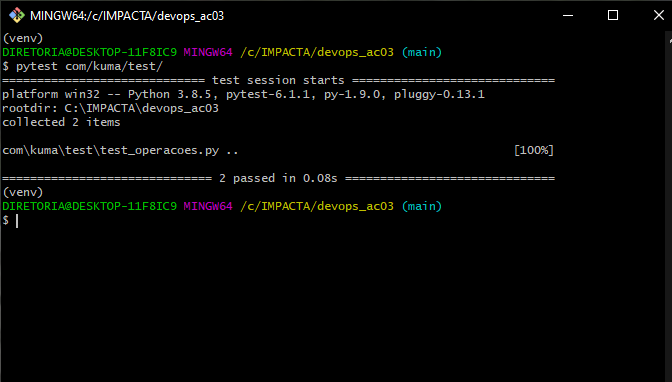 MINGW64:/c/IMPACTA/devops_ac03
(venv)
DIRETORIA@DESKTOP-11F8IC9 MINGW64 /c/IMPACTA/devops_ac03 (main)
$ pytest com/kuma/test/
============================= test session starts =============================
platform win32 -- Python 3.8.5, pytest-6.1.1, py-1.9.0, pluggy-0.13.1
rootdir: C:\IMPACTA\devops_ac03
collected 2 items
com\kuma\test\test_operacoes.py .. [100%]
============================== 2 passed in 0.08s ==============================
(venv)
DIRETORIA@DESKTOP-11F8IC9 MINGW64 /c/IMPACTA/devops_ac03 (main)
$